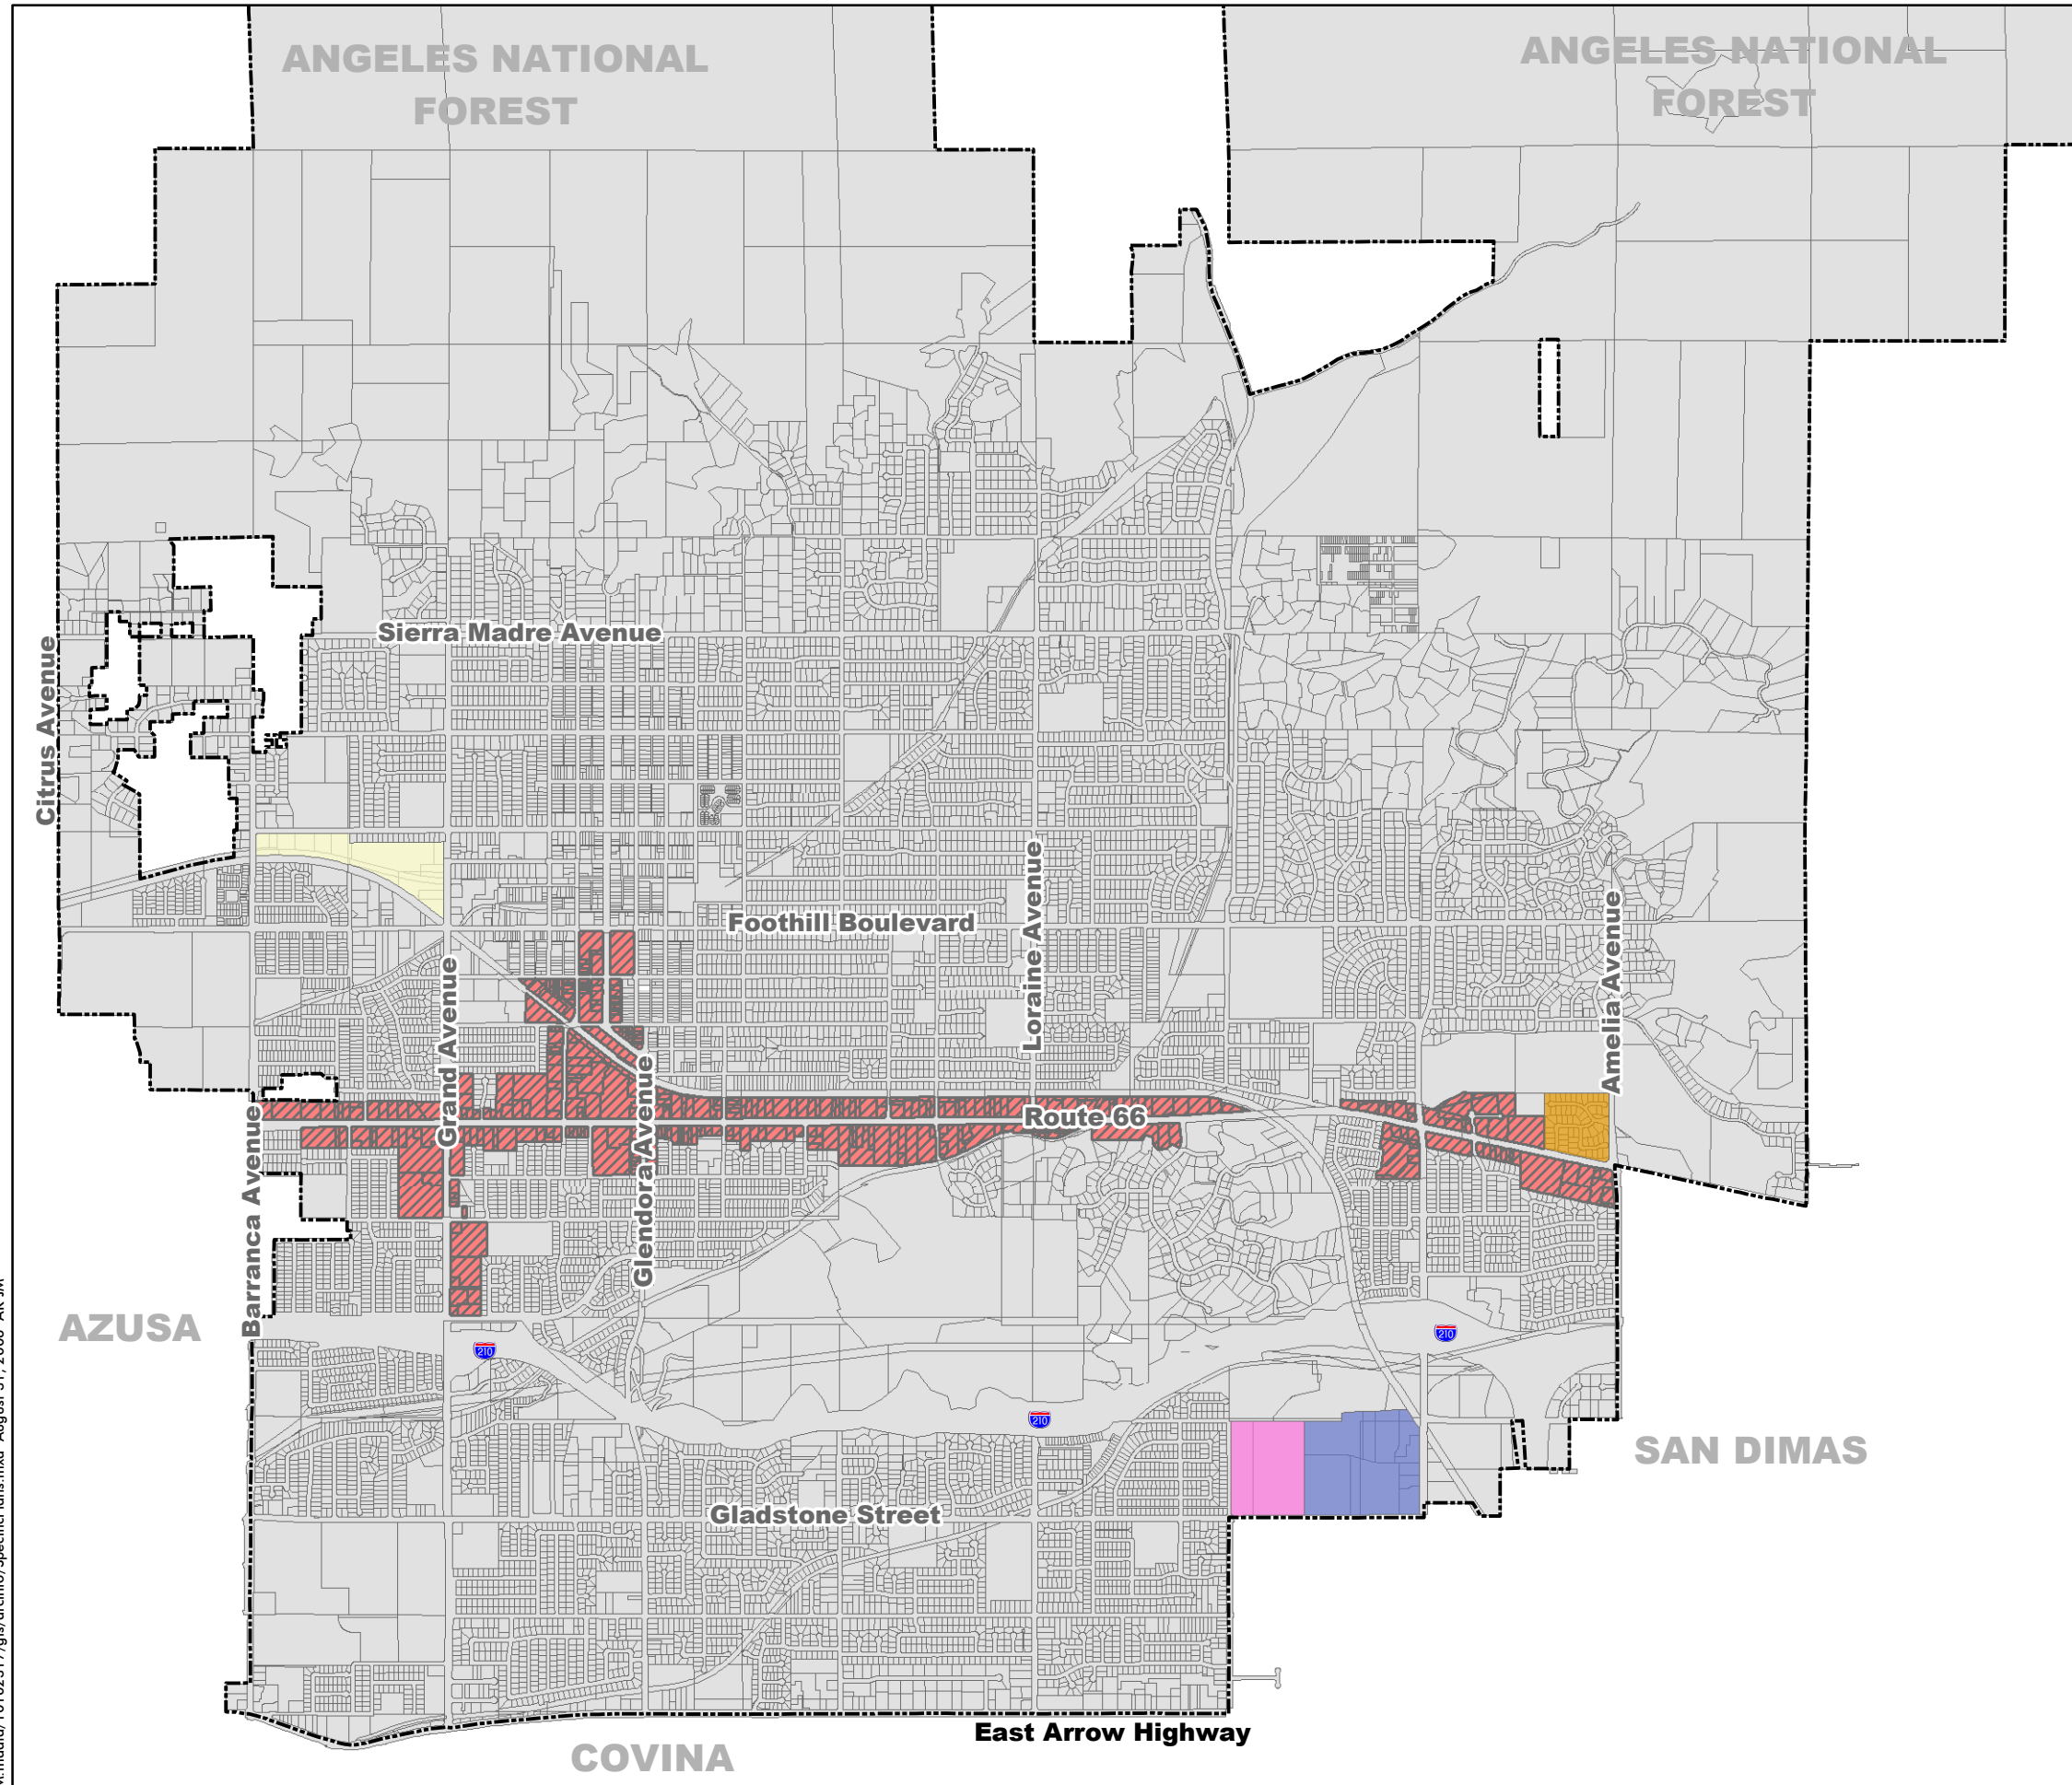 ANGELES NATIONAL
FOREST
ANGELES NATIONAL
FOREST
Sierra Madre Avenue
Citrus Avenue
Foothill Boulevard
Loraine Avenue
Amelia Avenue
Grand Avenue
Glendora Avenue
Route 66
Barranca Avenue
AZUSA
210
210
210
SAN DIMAS
Gladstone Street
East Arrow Highway
COVINA